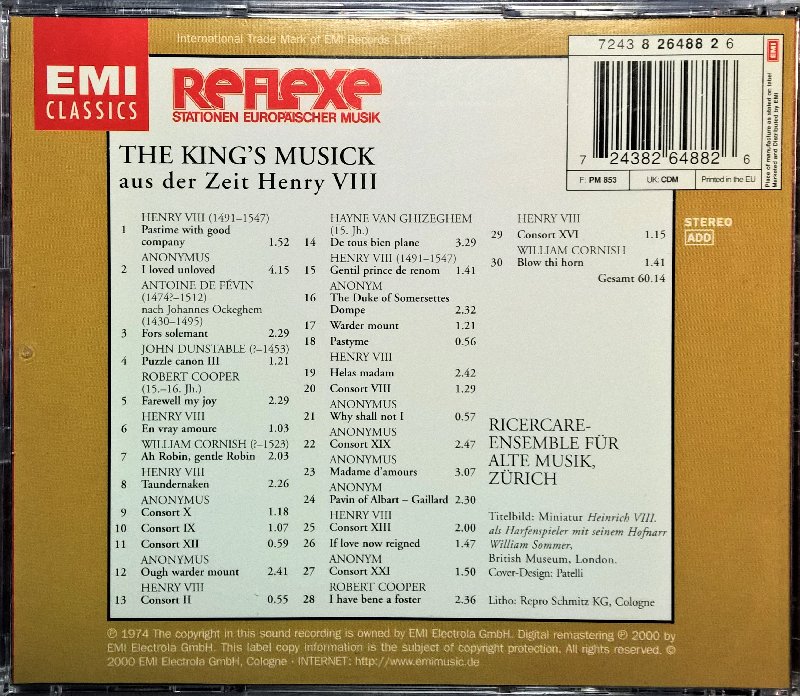 International Trade Mark of EMI Records Ltd.
EMI
CLASSICS
REFLEXE
STATIONEN EUROPÄISCHER MUSIK
7243 8 26488 2 6
7 24382 64882 6
F: PM 853 UK: CDM Printed in the EU
EMI
Place of manufacture as stated on label
Marketed and Distributed by EMI
THE KING'S MUSICK
aus der Zeit Henry VIII
STEREO
ADD
HENRY VIII (1491–1547)
1 Pastime with good
company 1.52
ANONYMUS
2 I loved unloved 4.15
ANTOINE DE FÉVIN
(1474?–1512)
nach Johannes Ockeghem
(1430–1495)
3 Fors solemant 2.29
JOHN DUNSTABLE (?–1453)
4 Puzzle canon III 1.21
ROBERT COOPER
(15.–16. Jh.)
5 Farewell my joy 2.29
HENRY VIII
6 En vray amoure 1.03
WILLIAM CORNISH (?–1523)
7 Ah Robin, gentle Robin 2.03
HENRY VIII
8 Taundernaken 2.26
ANONYMUS
9 Consort X 1.18
10 Consort IX 1.07
11 Consort XII 0.59
ANONYMUS
12 Ough warder mount 2.41
HENRY VIII
13 Consort II 0.55
HAYNE VAN GHIZEGHEM
(15. Jh.)
14 De tous bien plane 3.29
HENRY VIII (1491–1547)
15 Gentil prince de renom 1.41
ANONYM
16 The Duke of Somersettes
Dompe 2.32
17 Warder mount 1.21
18 Pastyme 0.56
HENRY VIII
19 Helas madam 2.42
20 Consort VIII 1.29
ANONYMUS
21 Why shall not I 0.57
ANONYMUS
22 Consort XIX 2.47
ANONYMUS
23 Madame d'amours 3.07
ANONYM
24 Pavin of Albart – Gaillard 2.30
HENRY VIII
25 Consort XIII 2.00
26 If love now reigned 1.47
ANONYM
27 Consort XXI 1.50
ROBERT COOPER
28 I have bene a foster 2.36
HENRY VIII
29 Consort XVI 1.15
WILLIAM CORNISH
30 Blow thi horn 1.41
Gesamt 60.14
RICERCARE-
ENSEMBLE FÜR
ALTE MUSIK,
ZÜRICH
Titelbild: Miniatur Heinrich VIII.
als Harfenspieler mit seinem Hofnarr
William Sommer,
British Museum, London.
Cover-Design: Patelli
Litho: Repro Schmitz KG, Cologne
℗ 1974 The copyright in this sound recording is owned by EMI Electrola GmbH. Digital remastering ℗ 2000 by
EMI Electrola GmbH. This label copy information is the subject of copyright protection. All rights reserved. ©
2000 EMI Electrola GmbH, Cologne · INTERNET: http://www.emimusic.de